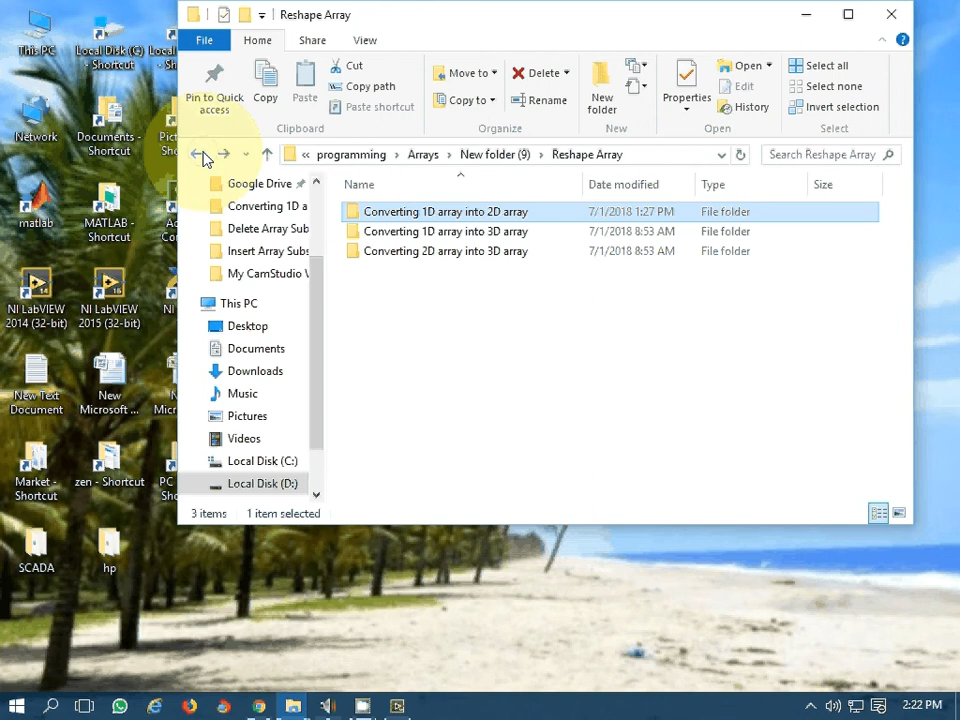 This PC
Local Disk (C)
- Shortcut
Network
Documents -
Shortcut
matlab
MATLAB -
Shortcut
NI LabVIEW
2014 (32-bit)
NI LabVIEW
2015 (32-bit)
NI
New Text
Document
New
Microsoft ...
Market -
Shortcut
zen - Shortcut
SCADA
hp
Reshape Array
File
Home
Share
View
Pin to Quick
access
Copy
Paste
Cut
Copy path
Paste shortcut
Clipboard
Move to
Copy to
Delete
Rename
Organize
New
folder
New
Properties
Open
Edit
History
Open
Select all
Select none
Invert selection
Select
« programming › Arrays › New folder (9) › Reshape Array
Search Reshape Array
Google Drive
Converting 1D a
Delete Array Sub
Insert Array Subs
My CamStudio V
This PC
Desktop
Documents
Downloads
Music
Pictures
Videos
Local Disk (C:)
Local Disk (D:)
Name Date modified Type Size
Converting 1D array into 2D array 7/1/2018 1:27 PM File folder
Converting 1D array into 3D array 7/1/2018 8:53 AM File folder
Converting 2D array into 3D array 7/1/2018 8:53 AM File folder
3 items 1 item selected
2:22 PM